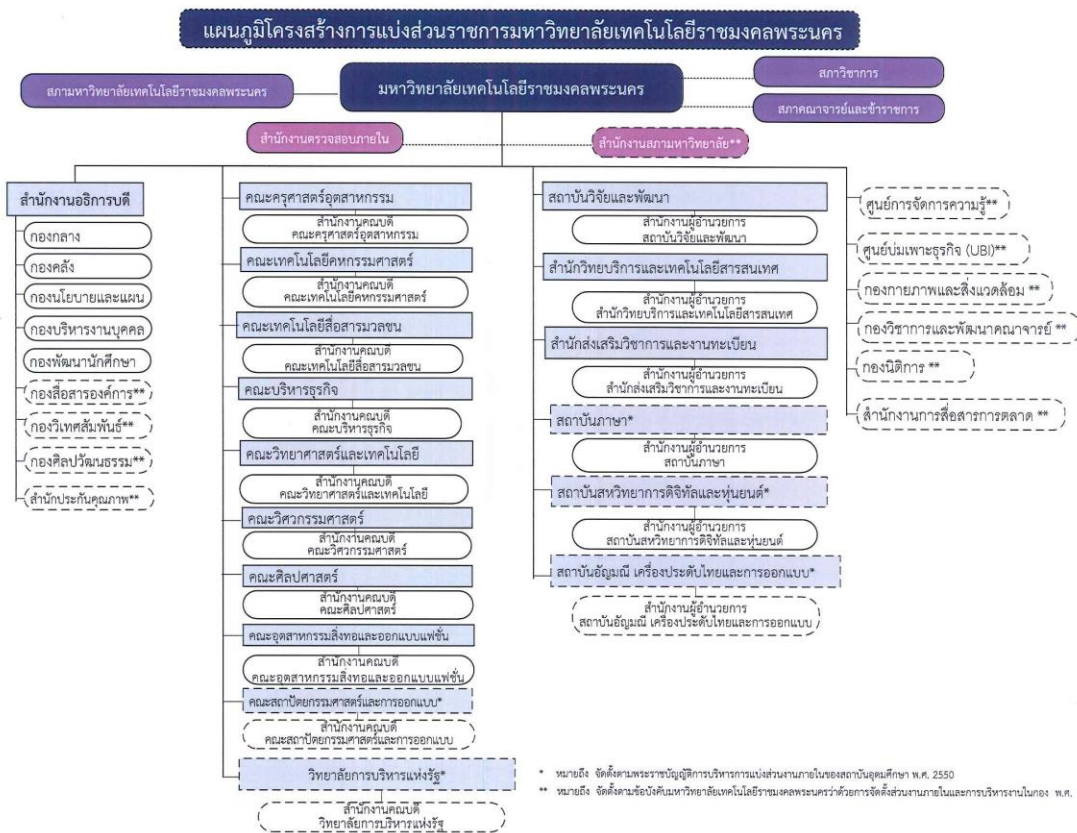 แผนภูมิโครงสร้างการแบ่งส่วนราชการมหาวิทยาลัยเทคโนโลยีราชมงคลพระนคร
สภามหาวิทยาลัยเทคโนโลยีราชมงคลพระนคร
มหาวิทยาลัยเทคโนโลยีราชมงคลพระนคร
สภาวิชาการ
สภาคณาจารย์และข้าราชการ
สำนักงานตรวจสอบภายใน
สำนักงานสภามหาวิทยาลัย**
สำนักงานอธิการบดี
กองกลาง
กองคลัง
กองนโยบายและแผน
กองบริหารงานบุคคล
กองพัฒนานักศึกษา
กองสื่อสารองค์การ**
กองวิเทศสัมพันธ์**
กองศิลปวัฒนธรรม**
สำนักประกันคุณภาพ**
คณะครุศาสตร์อุตสาหกรรม
สำนักงานคณบดี
คณะครุศาสตร์อุตสาหกรรม
คณะเทคโนโลยีคหกรรมศาสตร์
สำนักงานคณบดี
คณะเทคโนโลยีคหกรรมศาสตร์
คณะเทคโนโลยีสื่อสารมวลชน
สำนักงานคณบดี
คณะเทคโนโลยีสื่อสารมวลชน
คณะบริหารธุรกิจ
สำนักงานคณบดี
คณะบริหารธุรกิจ
คณะวิทยาศาสตร์และเทคโนโลยี
สำนักงานคณบดี
คณะวิทยาศาสตร์และเทคโนโลยี
คณะวิศวกรรมศาสตร์
สำนักงานคณบดี
คณะวิศวกรรมศาสตร์
คณะศิลปศาสตร์
สำนักงานคณบดี
คณะศิลปศาสตร์
คณะอุตสาหกรรมสิ่งทอและออกแบบแฟชั่น
สำนักงานคณบดี
คณะอุตสาหกรรมสิ่งทอและออกแบบแฟชั่น
คณะสถาปัตยกรรมศาสตร์และการออกแบบ*
สำนักงานคณบดี
คณะสถาปัตยกรรมศาสตร์และการออกแบบ
วิทยาลัยการบริหารแห่งรัฐ*
สำนักงานคณบดี
วิทยาลัยการบริหารแห่งรัฐ
สถาบันวิจัยและพัฒนา
สำนักงานผู้อำนวยการ
สถาบันวิจัยและพัฒนา
สำนักวิทยบริการและเทคโนโลยีสารสนเทศ
สำนักงานผู้อำนวยการ
สำนักวิทยบริการและเทคโนโลยีสารสนเทศ
สำนักส่งเสริมวิชาการและงานทะเบียน
สำนักงานผู้อำนวยการ
สำนักส่งเสริมวิชาการและงานทะเบียน
สถาบันภาษา*
สำนักงานผู้อำนวยการ
สถาบันภาษา
สถาบันสหวิทยาการดิจิทัลและหุ่นยนต์*
สำนักงานผู้อำนวยการ
สถาบันสหวิทยาการดิจิทัลและหุ่นยนต์
สถาบันอัญมณี เครื่องประดับไทยและการออกแบบ*
สำนักงานผู้อำนวยการ
สถาบันอัญมณี เครื่องประดับไทยและการออกแบบ
ศูนย์การจัดการความรู้**
ศูนย์บ่มเพาะธุรกิจ (UBI)**
กองกายภาพและสิ่งแวดล้อม **
กองวิชาการและพัฒนาคณาจารย์ **
กองนิติการ **
สำนักงานการสื่อสารการตลาด **
* หมายถึง จัดตั้งตามพระราชบัญญัติการบริหารการแบ่งส่วนงานภายในของสถาบันอุดมศึกษา พ.ศ. 2550
** หมายถึง จัดตั้งตามข้อบังคับมหาวิทยาลัยเทคโนโลยีราชมงคลพระนครว่าด้วยการจัดตั้งส่วนงานภายในและการบริหารงานในกอง พ.ศ.